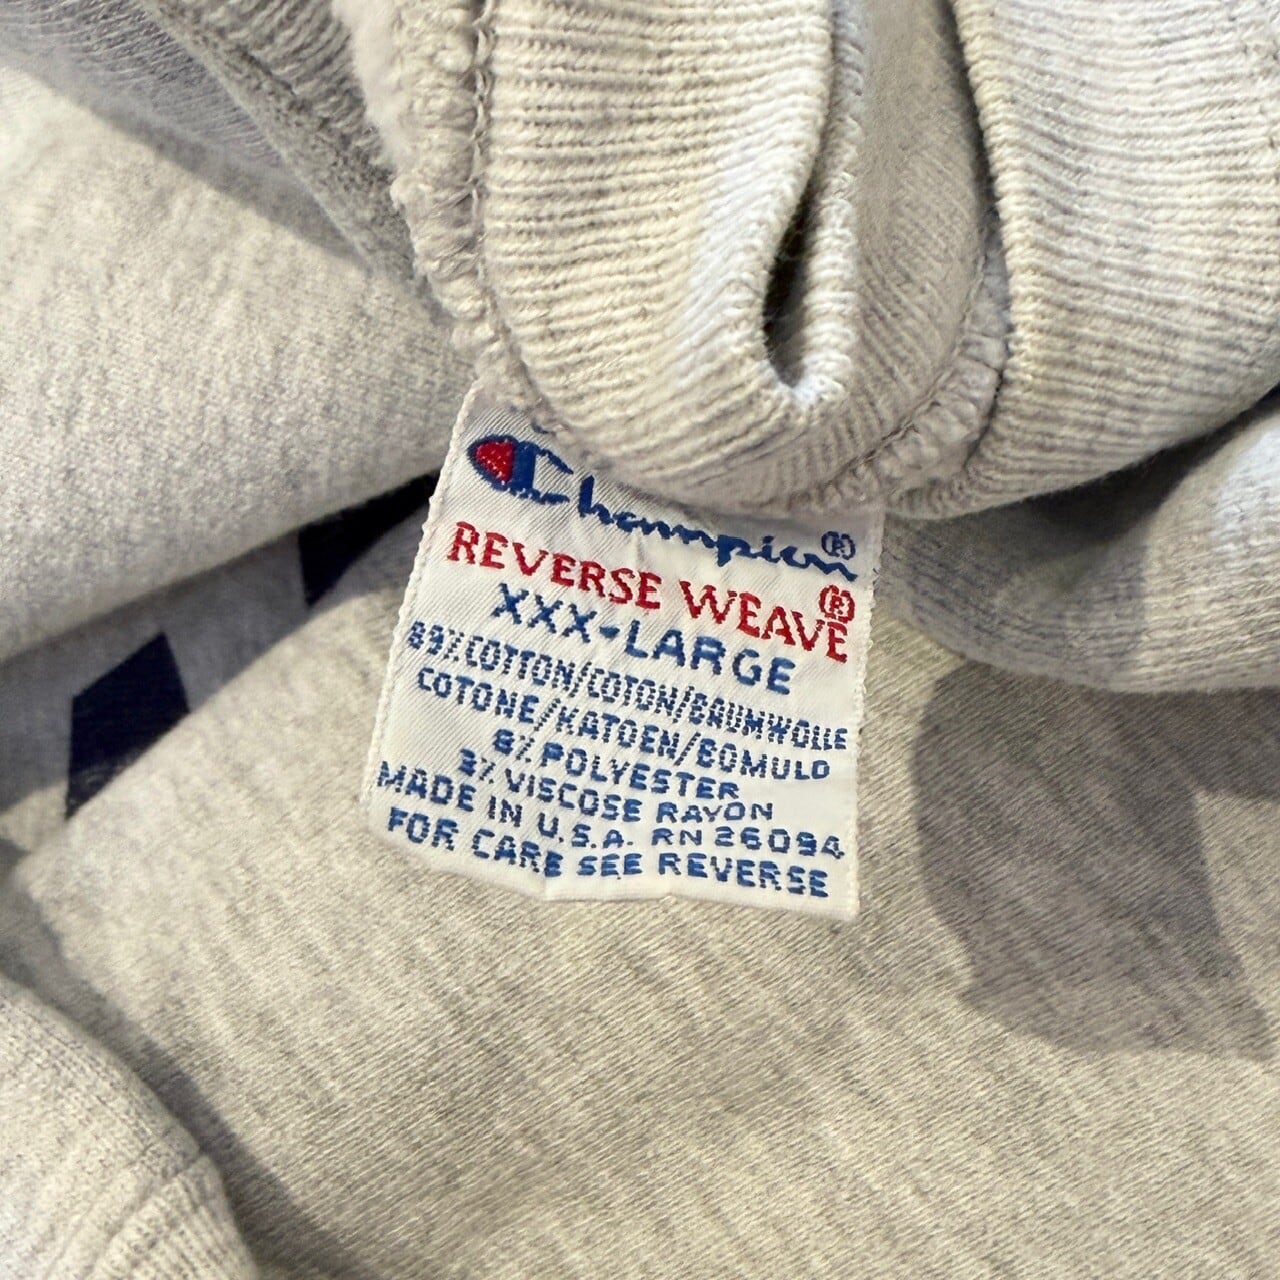 Champion®
REVERSE WEAVE®
XXX-LARGE
89% COTTON/COTON/BAUMWOLLE
COTONE/KATOEN/BOMULD
8% POLYESTER
3% VISCOSE RAYON
MADE IN U.S.A. RN 26094
FOR CARE SEE REVERSE